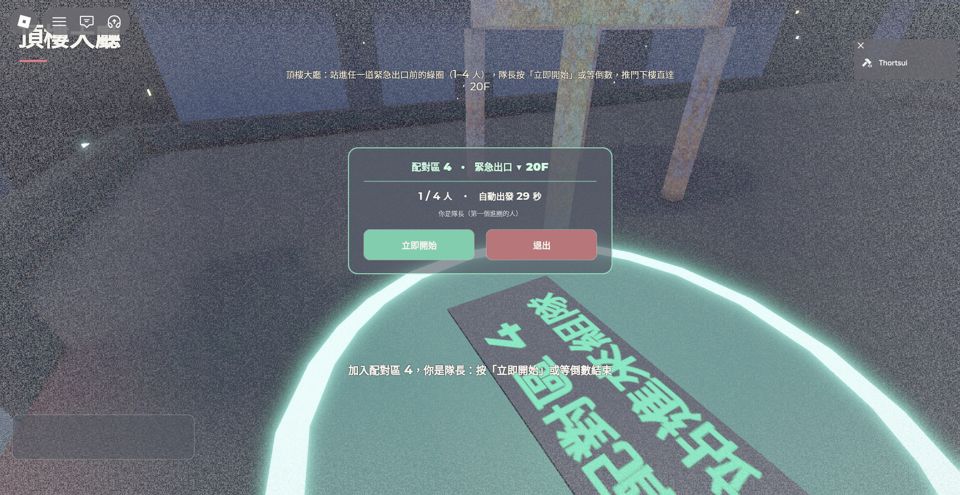 頂樓大廳
Thortsui
頂樓大廳：站進任一道緊急出口前的綠圈（1–4 人），隊長按「立即開始」或等倒數，推門下樓直達
20F
配對區 4 • 緊急出口 ▼ 20F
1 / 4 人 • 自動出發 29 秒
你是隊長（第一個進圈的人）
立即開始
退出
加入配對區 4，你是隊長：按「立即開始」或等倒數結束
配對區 4
站進來組隊